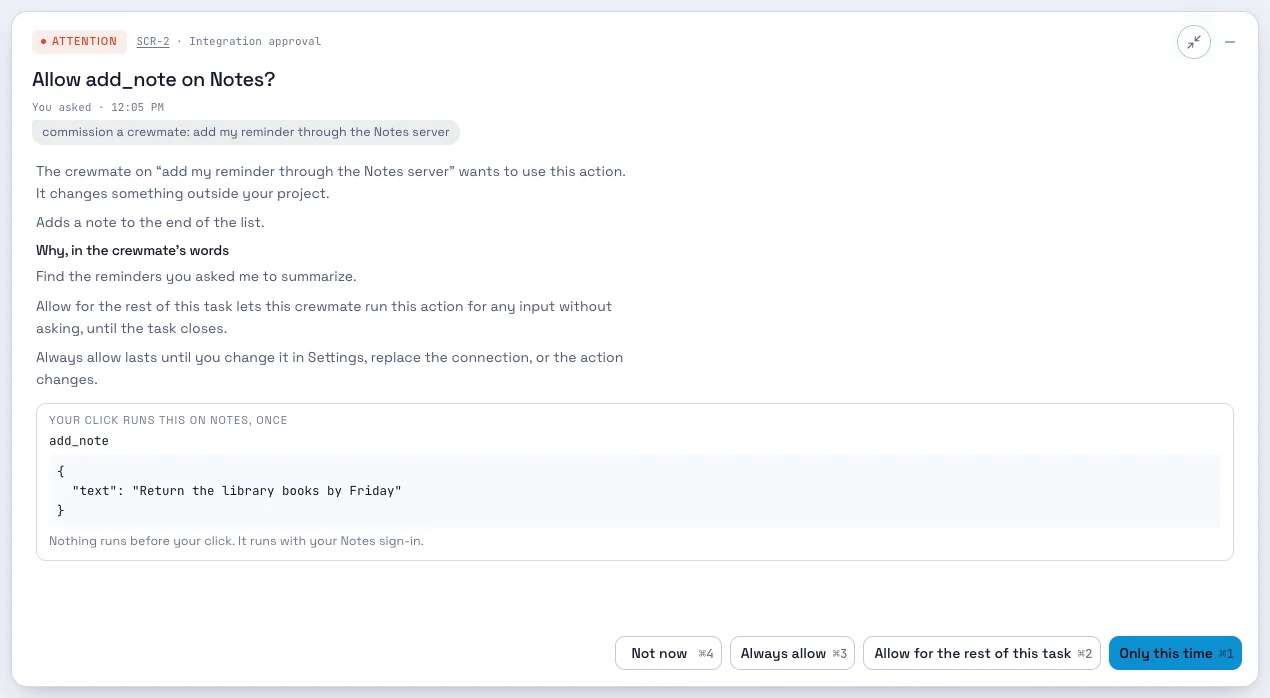 ATTENTION SCR-2 · Integration approval
Allow add_note on Notes?
You asked · 12:05 PM
commission a crewmate: add my reminder through the Notes server
The crewmate on “add my reminder through the Notes server” wants to use this action.
It changes something outside your project.
Adds a note to the end of the list.
Why, in the crewmate’s words
Find the reminders you asked me to summarize.
Allow for the rest of this task lets this crewmate run this action for any input without
asking, until the task closes.
Always allow lasts until you change it in Settings, replace the connection, or the action
changes.
YOUR CLICK RUNS THIS ON NOTES, ONCE
add_note
{
"text": "Return the library books by Friday"
}
Nothing runs before your click. It runs with your Notes sign-in.
Not now ⌘4 Always allow ⌘3 Allow for the rest of this task ⌘2 Only this time ⌘1